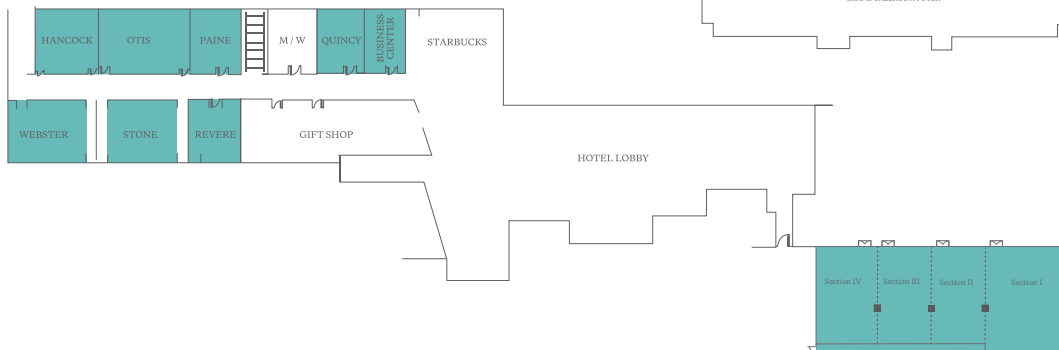 HANCOCK
OTIS
PAINE
M / W
QUINCY
BUSINESS
CENTER
STARBUCKS
WEBSTER
STONE
REVERE
GIFT SHOP
HOTEL LOBBY
Section IV
Section III
Section II
Section I